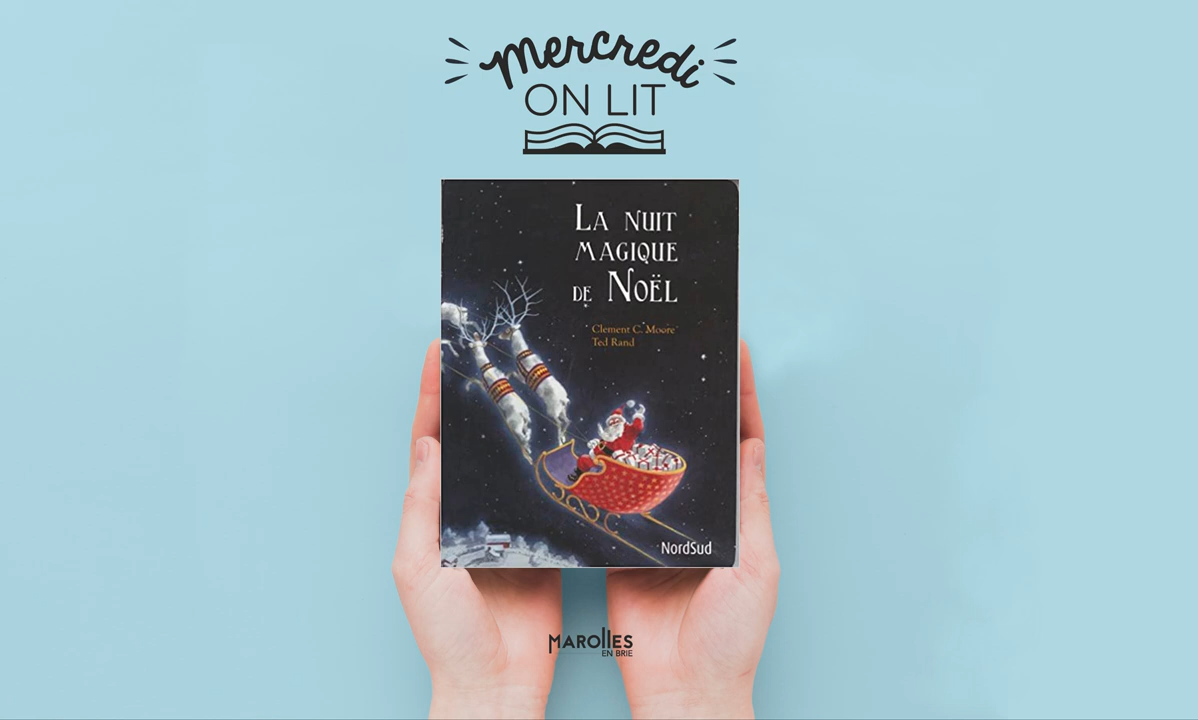 Mercredi
ON LIT
LA NUIT
MAGIQUE
DE NOËL
Clement C. Moore
Ted Rand
NordSud
MAROLLES
EN BRIE